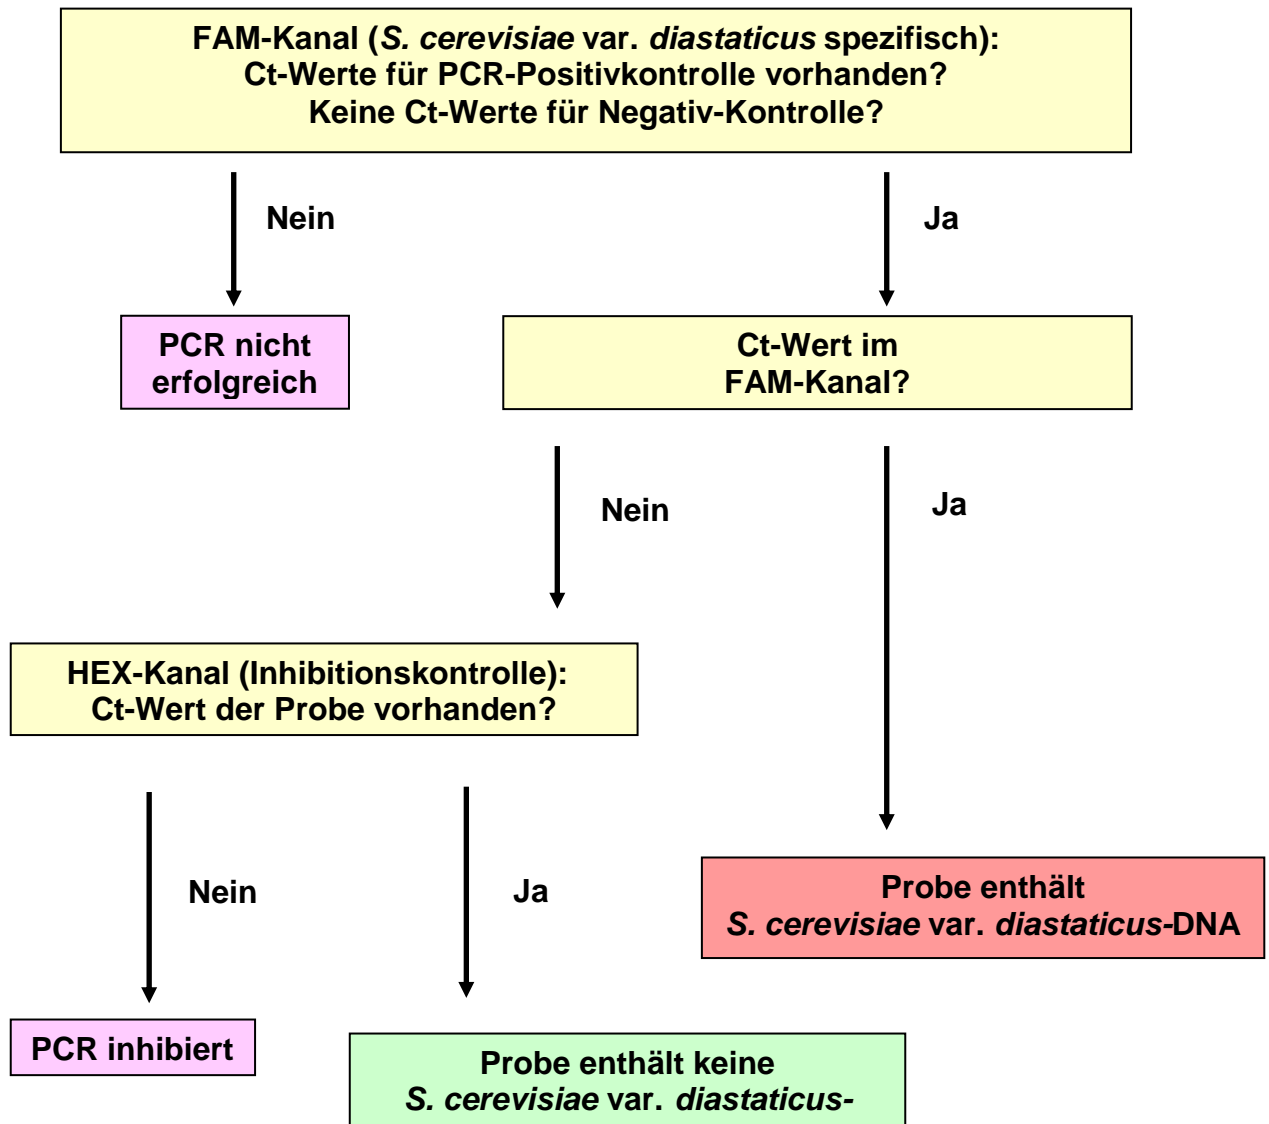 FAM-Kanal (S. cerevisiae var. diastaticus spezifisch):
Ct-Werte für PCR-Positivkontrolle vorhanden?
Keine Ct-Werte für Negativ-Kontrolle?
Nein
Ja
PCR nicht
erfolgreich
Ct-Wert im
FAM-Kanal?
Nein
Ja
HEX-Kanal (Inhibitionskontrolle):
Ct-Wert der Probe vorhanden?
Nein
Ja
Probe enthält
S. cerevisiae var. diastaticus-DNA
PCR inhibiert
Probe enthält keine
S. cerevisiae var. diastaticus-